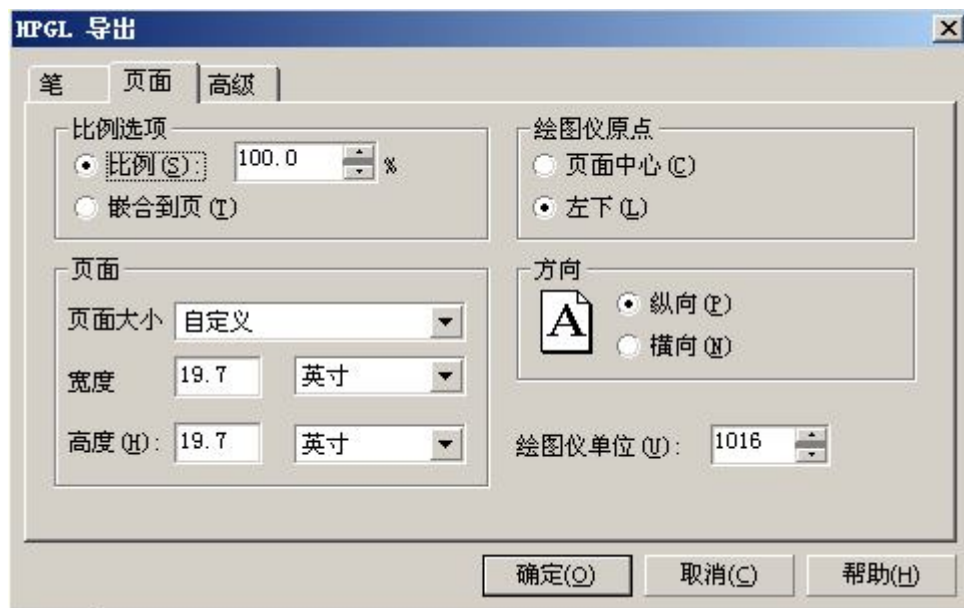 HPGL 导出
笔 页面 高级
比例选项
比例(S): 100.0 %
嵌合到页(T)
绘图仪原点
页面中心(C)
左下(L)
页面
页面大小 自定义
宽度 19.7 英寸
高度(H): 19.7 英寸
方向
A
纵向(P)
横向(N)
绘图仪单位(U): 1016
确定(O) 取消(C) 帮助(H)